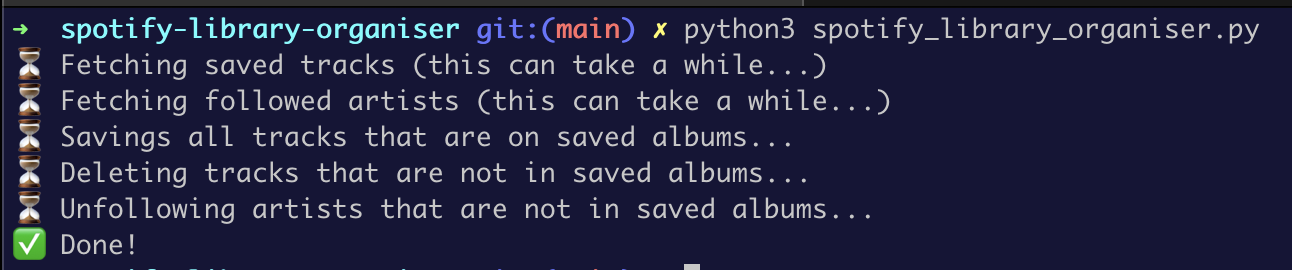 ➜ spotify-library-organiser git:(main) ✗ python3 spotify_library_organiser.py
⏳ Fetching saved tracks (this can take a while...)
⏳ Fetching followed artists (this can take a while...)
⏳ Savings all tracks that are on saved albums...
⏳ Deleting tracks that are not in saved albums...
⏳ Unfollowing artists that are not in saved albums...
✅ Done!